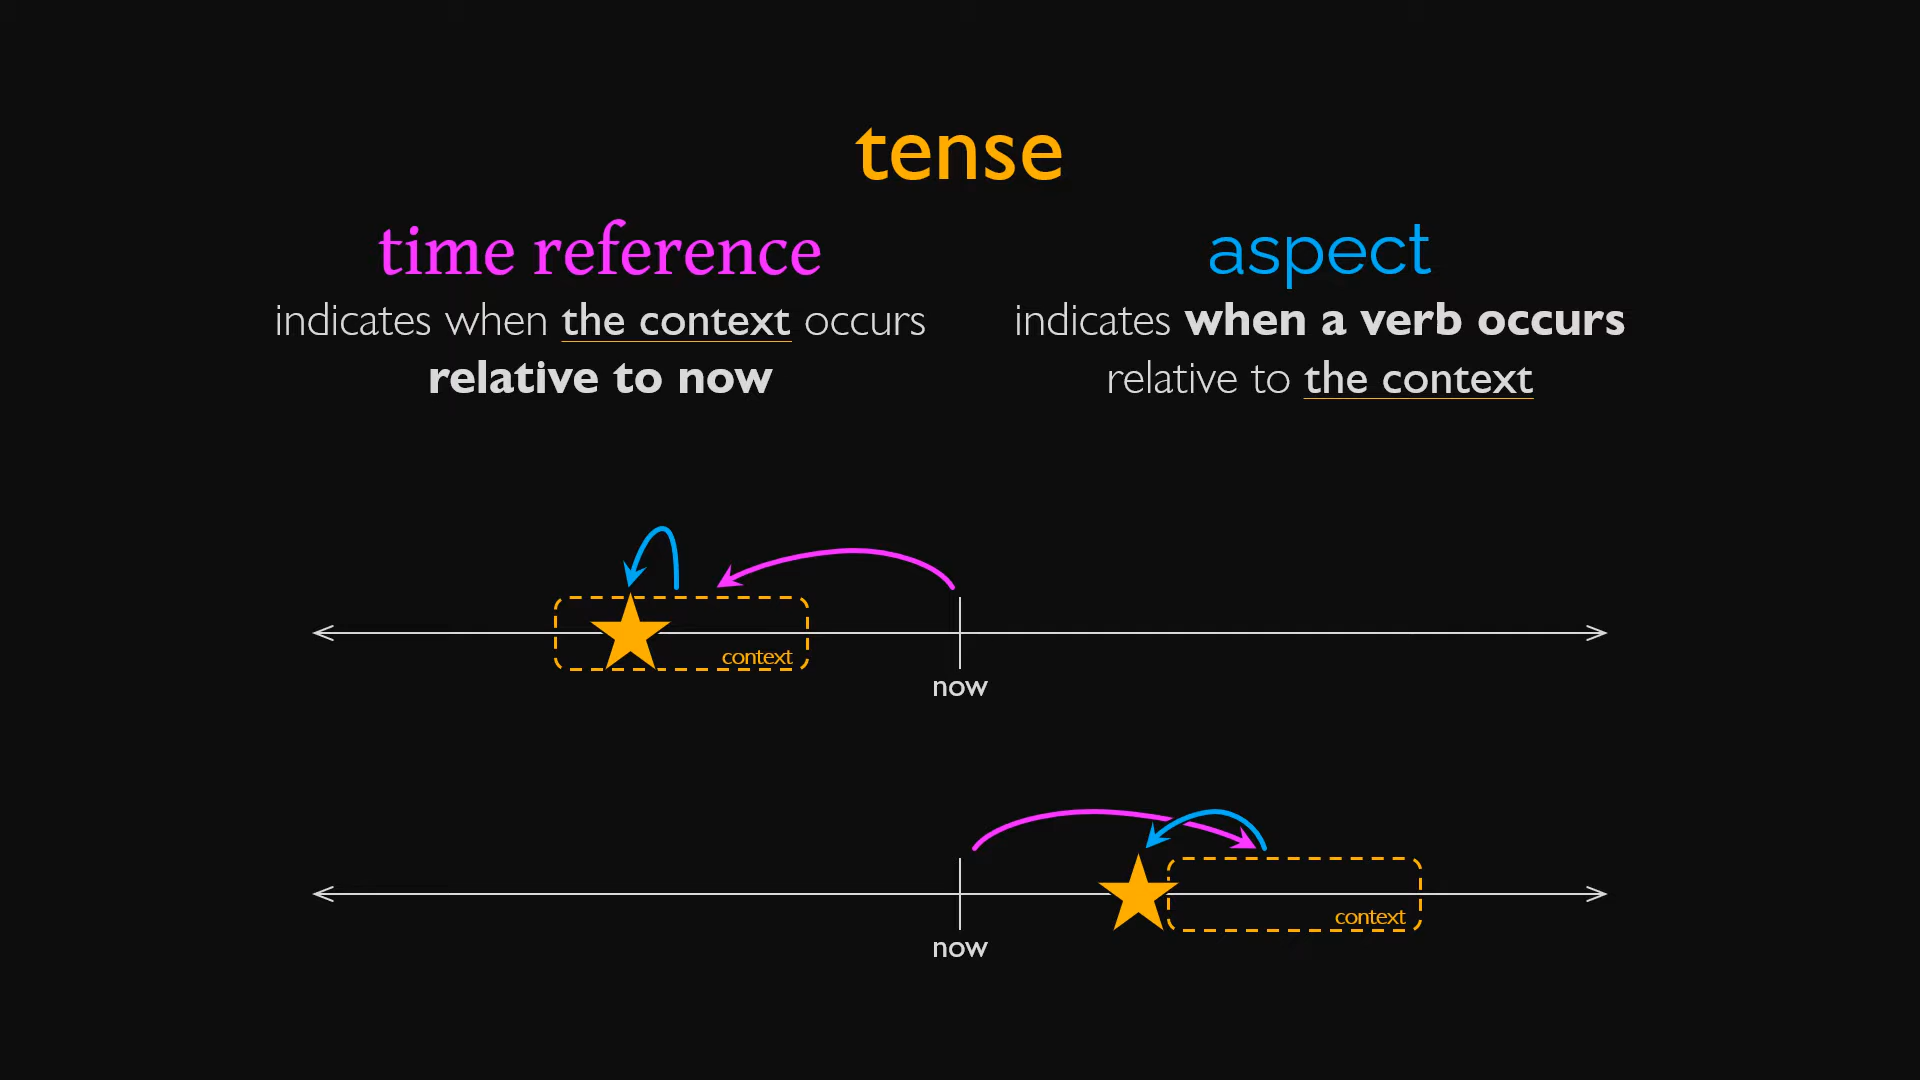 tense
time reference
indicates when the context occurs
relative to now
aspect
indicates when a verb occurs
relative to the context
context
now
context
now